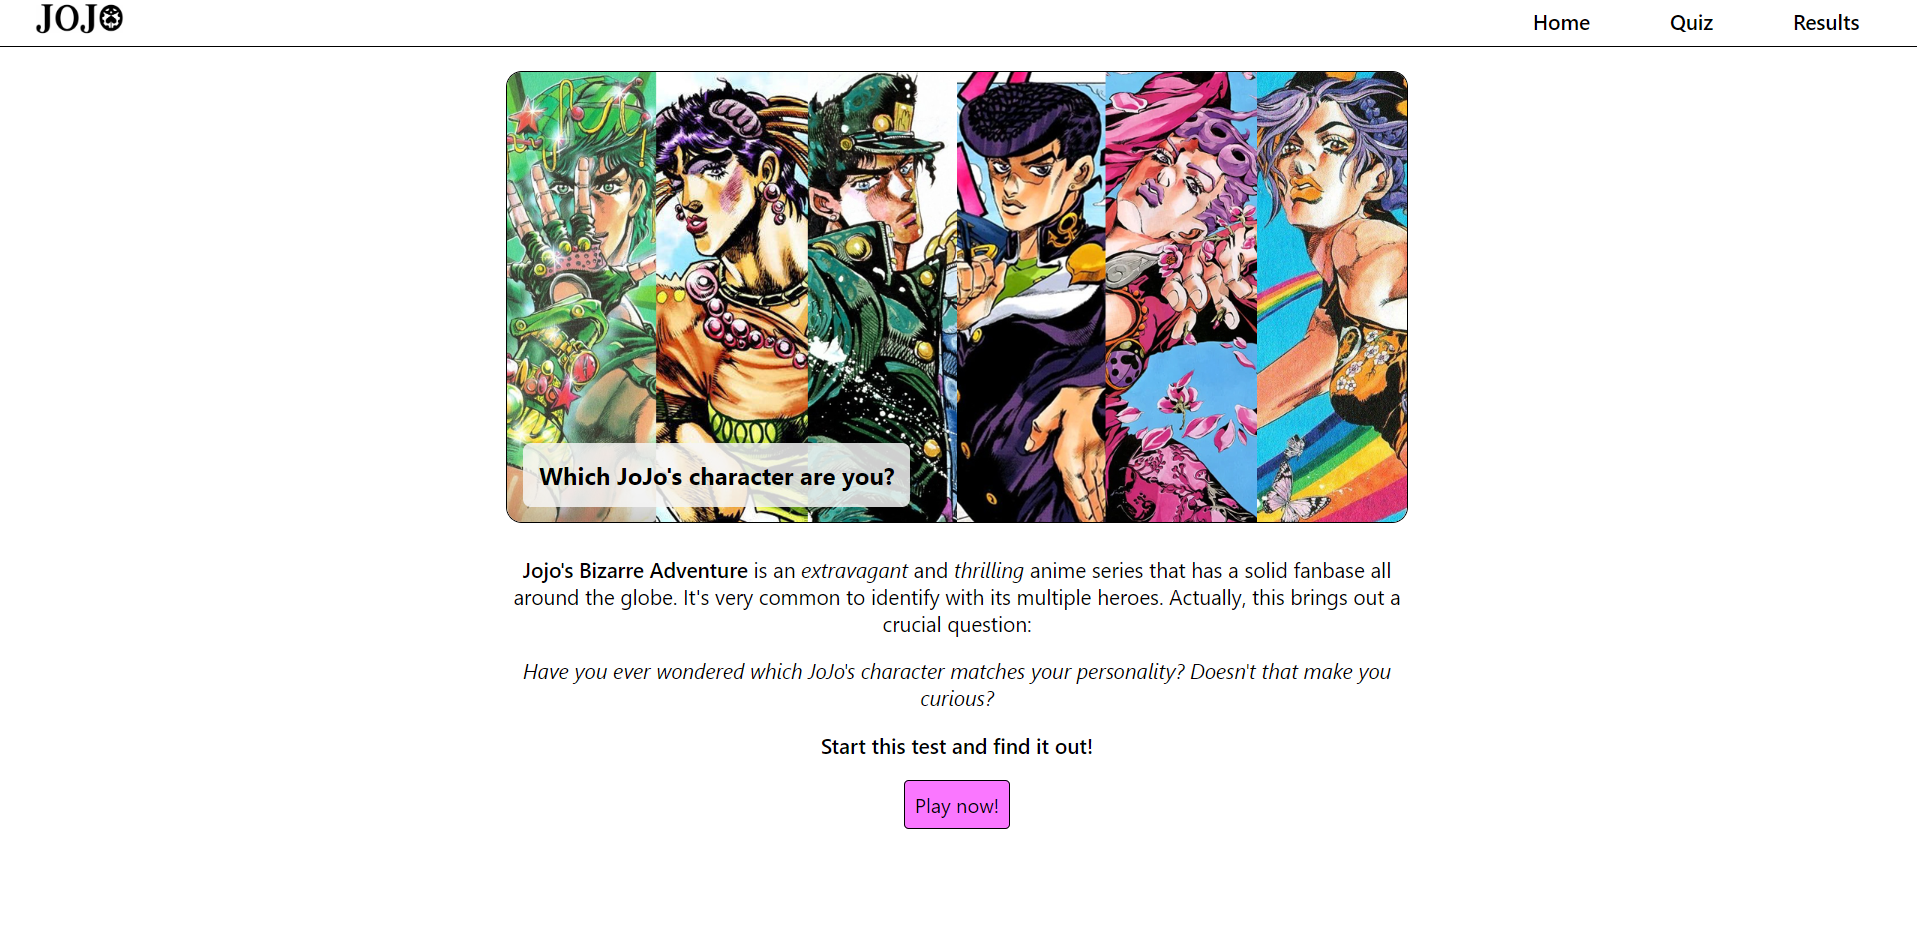 JOJO
Home Quiz Results
Which JoJo's character are you?
Jojo's Bizarre Adventure is an extravagant and thrilling anime series that has a solid fanbase all
around the globe. It's very common to identify with its multiple heroes. Actually, this brings out a
crucial question:
Have you ever wondered which JoJo's character matches your personality? Doesn't that make you
curious?
Start this test and find it out!
Play now!